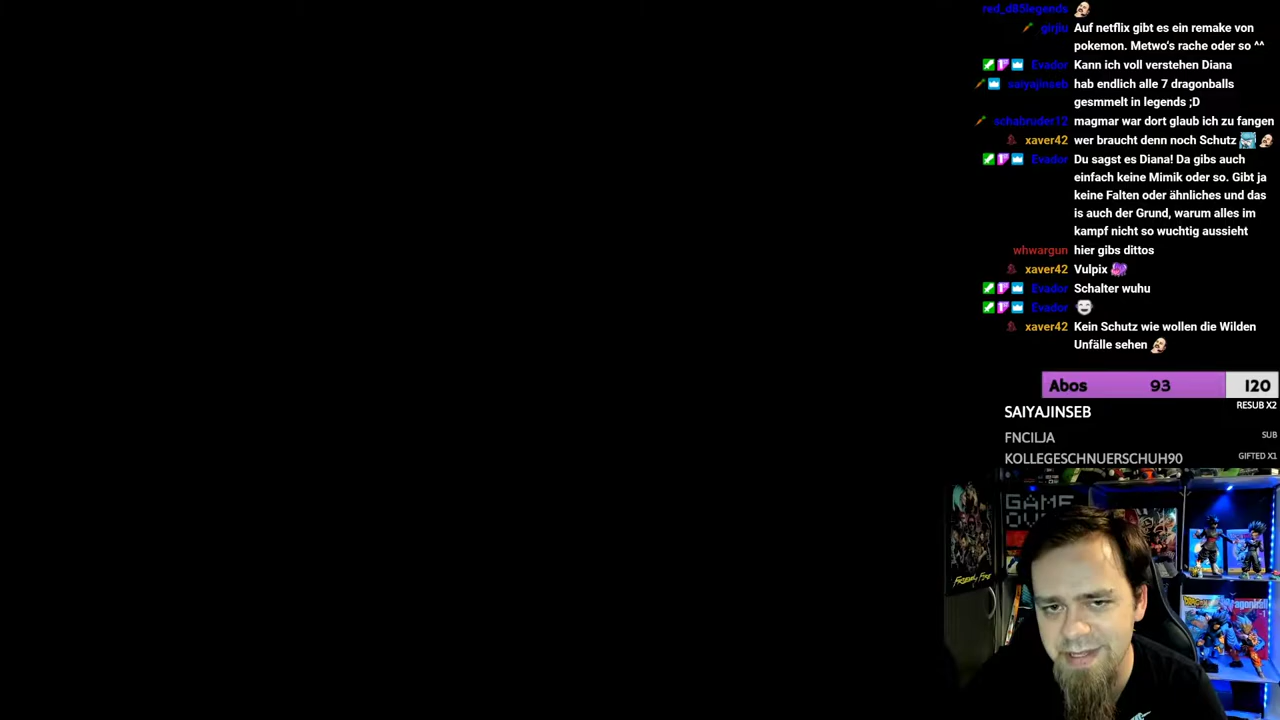 red_d85legends
girjiu Auf netflix gibt es ein remake von
pokemon. Metwo's rache oder so ^^
Evador Kann ich voll verstehen Diana
saiyajinseb hab endlich alle 7 dragonballs
gesmmelt in legends ;D
schabruder12 magmar war dort glaub ich zu fangen
xaver42 wer braucht denn noch Schutz
Evador Du sagst es Diana! Da gibs auch
einfach keine Mimik oder so. Gibt ja
keine Falten oder ähnliches und das
is auch der Grund, warum alles im
kampf nicht so wuchtig aussieht
whwargun hier gibs dittos
xaver42 Vulpix
Evador Schalter wuhu
Evador
xaver42 Kein Schutz wie wollen die Wilden
Unfälle sehen
Abos 93 120
SAIYAJINSEB RESUB X2
FNCILJA SUB
KOLLEGESCHNUERSCHUH90 GIFTED X1
GAME